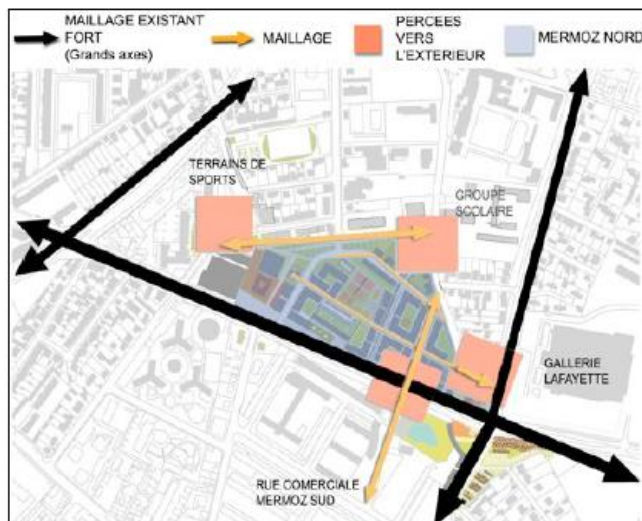 MAILLAGE EXISTANT
FORT
(Grands axes)
MAILLAGE
PERCEES
VERS
L'EXTERIEUR
MERMOZ NORD
TERRAINS DE
SPORTS
GROUPE
SCOLAIRE
GALLERIE
LAFAYETTE
RUE COMERCIALE
MERMOZ SUD